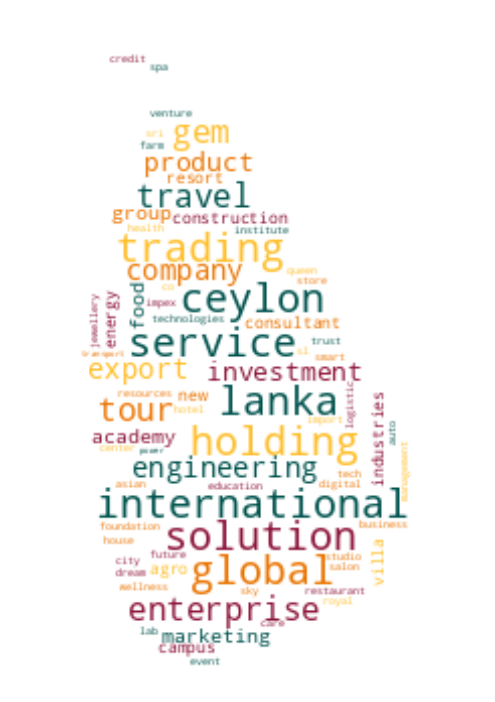 credit
spa
venture
sri gem
farm
product
resort
travel
group construction
health institute
trading
company queen
store
co ceylon
jewellery energy food impex
technologies consultant
service trust
transport sl smart
export investment
resources new lanka logistic
tour hotel import
academy holding industries auto
center power management
engineering tech
asian education digital
international
foundation business
house solution
future studio
city global salon
dream agro villa
wellness sky restaurant
enterprise royal
care
lab marketing
campus
event